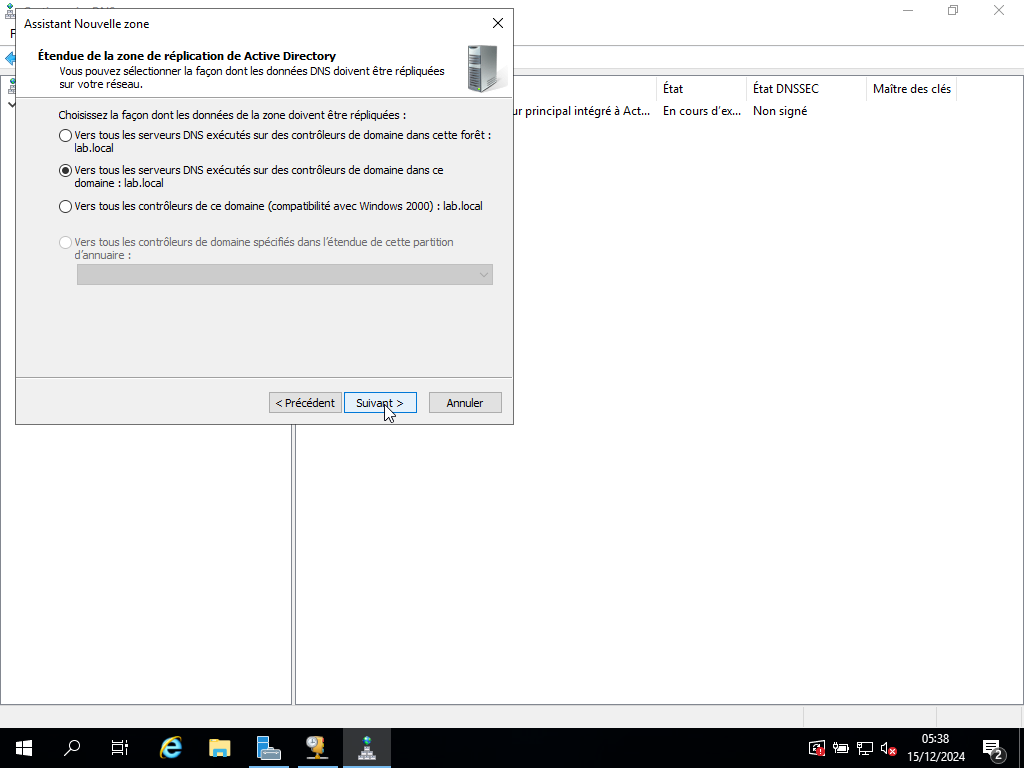 Assistant Nouvelle zone
Étendue de la zone de réplication de Active Directory
Vous pouvez sélectionner la façon dont les données DNS doivent être répliquées
sur votre réseau.
Choisissez la façon dont les données de la zone doivent être répliquées :
Vers tous les serveurs DNS exécutés sur des contrôleurs de domaine dans cette forêt :
lab.local
Vers tous les serveurs DNS exécutés sur des contrôleurs de domaine dans ce
domaine : lab.local
Vers tous les contrôleurs de ce domaine (compatibilité avec Windows 2000) : lab.local
Vers tous les contrôleurs de domaine spécifiés dans l'étendue de cette partition
d'annuaire :
< Précédent Suivant > Annuler
État État DNSSEC Maître des clés
ur principal intégré à Act... En cours d'ex... Non signé
05:38
15/12/2024
2